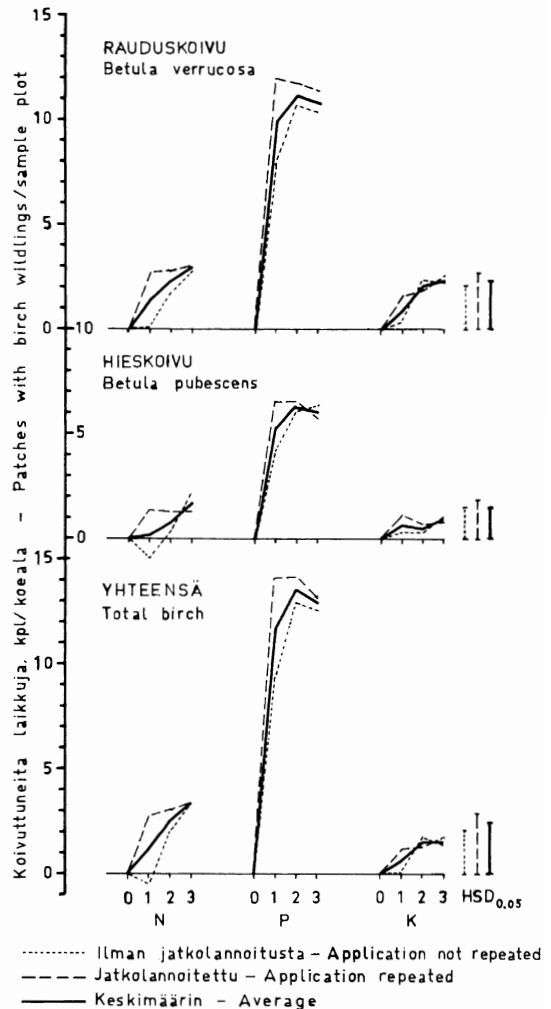 Koivuttuneita laikkuja. kpl/koeala – Patches with birch wildlings/sample plot
15
RAUDUSKOIVU
Betula verrucosa
10
5
0
10
HIESKOIVU
Betula pubescens
5
0
15
YHTEENSÄ
Total birch
10
5
0
0 1 2 3 0 1 2 3 0 1 2 3 HSD0.05
N P K
Ilman jatkolannoitusta – Application not repeated
Jatkolannoitettu – Application repeated
Keskimäärin – Average